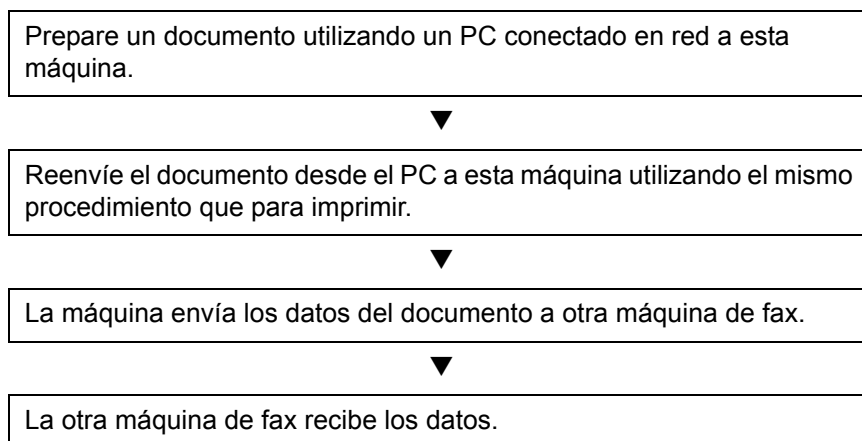 Prepare un documento utilizando un PC conectado en red a esta
máquina.
Reenvíe el documento desde el PC a esta máquina utilizando el mismo
procedimiento que para imprimir.
La máquina envía los datos del documento a otra máquina de fax.
La otra máquina de fax recibe los datos.